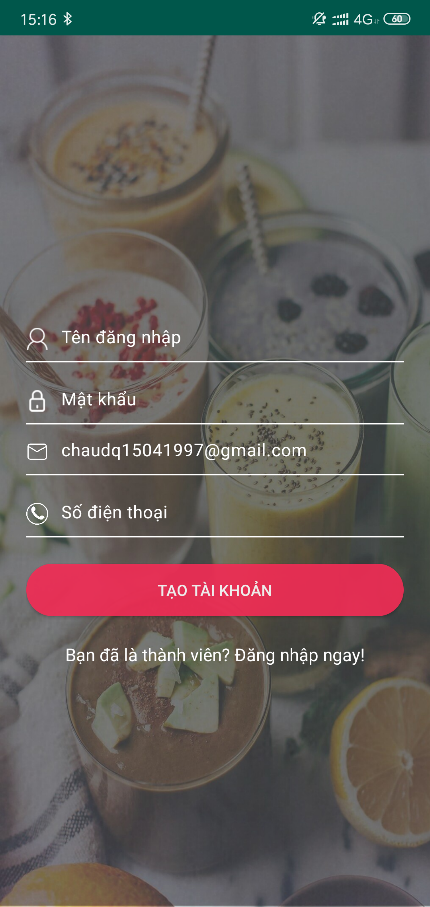 15:16
4G
60
Tên đăng nhập
Mật khẩu
chaudq15041997@gmail.com
Số điện thoại
TẠO TÀI KHOẢN
Bạn đã là thành viên? Đăng nhập ngay!